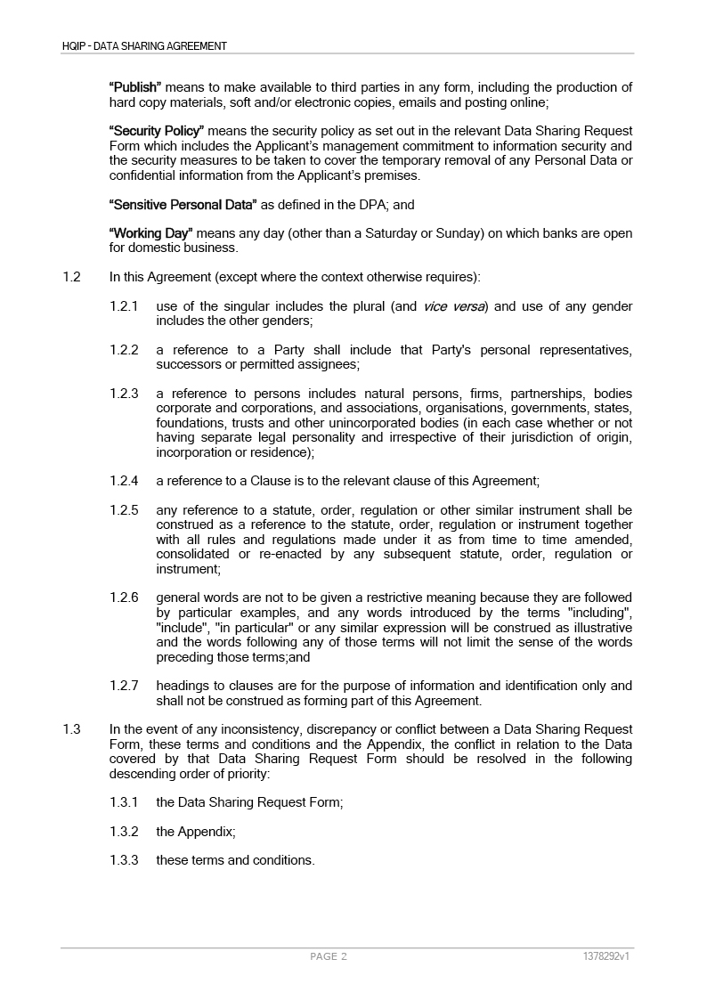 HQIP - DATA SHARING AGREEMENT
“Publish” means to make available to third parties in any form, including the production of
hard copy materials, soft and/or electronic copies, emails and posting online;
“Security Policy” means the security policy as set out in the relevant Data Sharing Request
Form which includes the Applicant’s management commitment to information security and
the security measures to be taken to cover the temporary removal of any Personal Data or
confidential information from the Applicant’s premises.
“Sensitive Personal Data” as defined in the DPA; and
“Working Day” means any day (other than a Saturday or Sunday) on which banks are open
for domestic business.
1.2 In this Agreement (except where the context otherwise requires):
1.2.1 use of the singular includes the plural (and vice versa) and use of any gender
includes the other genders;
1.2.2 a reference to a Party shall include that Party's personal representatives,
successors or permitted assignees;
1.2.3 a reference to persons includes natural persons, firms, partnerships, bodies
corporate and corporations, and associations, organisations, governments, states,
foundations, trusts and other unincorporated bodies (in each case whether or not
having separate legal personality and irrespective of their jurisdiction of origin,
incorporation or residence);
1.2.4 a reference to a Clause is to the relevant clause of this Agreement;
1.2.5 any reference to a statute, order, regulation or other similar instrument shall be
construed as a reference to the statute, order, regulation or instrument together
with all rules and regulations made under it as from time to time amended,
consolidated or re-enacted by any subsequent statute, order, regulation or
instrument;
1.2.6 general words are not to be given a restrictive meaning because they are followed
by particular examples, and any words introduced by the terms "including",
"include", "in particular" or any similar expression will be construed as illustrative
and the words following any of those terms will not limit the sense of the words
preceding those terms;and
1.2.7 headings to clauses are for the purpose of information and identification only and
shall not be construed as forming part of this Agreement.
1.3 In the event of any inconsistency, discrepancy or conflict between a Data Sharing Request
Form, these terms and conditions and the Appendix, the conflict in relation to the Data
covered by that Data Sharing Request Form should be resolved in the following
descending order of priority:
1.3.1 the Data Sharing Request Form;
1.3.2 the Appendix;
1.3.3 these terms and conditions.
PAGE 2 1378292v1